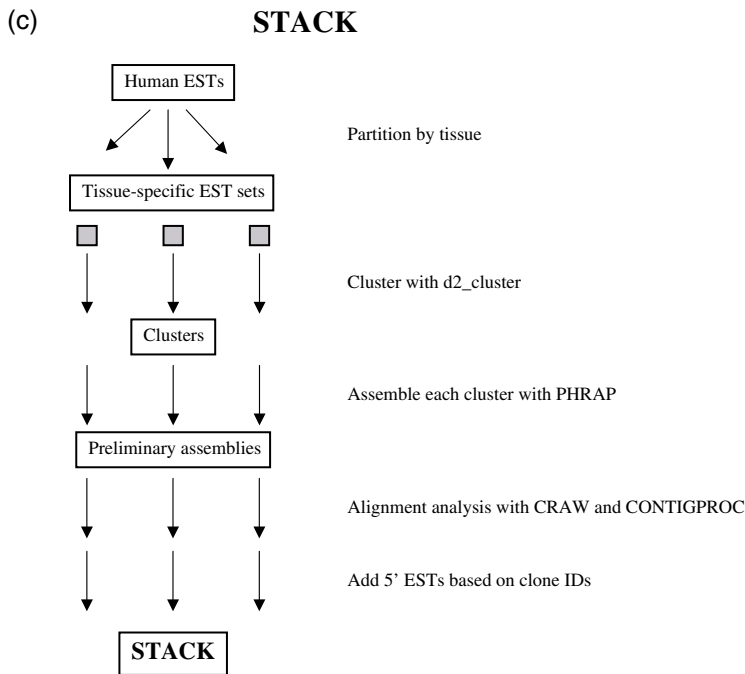 (c)
STACK
Human ESTs
Partition by tissue
Tissue-specific EST sets
Cluster with d2_cluster
Clusters
Assemble each cluster with PHRAP
Preliminary assemblies
Alignment analysis with CRAW and CONTIGPROC
Add 5’ ESTs based on clone IDs
STACK